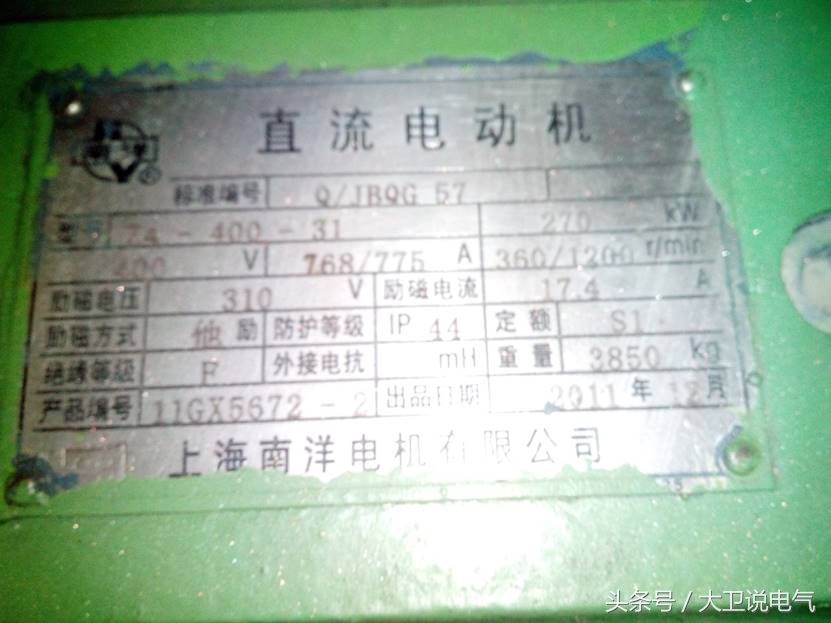 直流电动机
标准编号 Q/JBQG 57
型号 Z4-400-31 270 kW
400 V 768/775 A 360/1200 r/min
励磁电压 310 V 励磁电流 17.4 A
励磁方式 他励 防护等级 IP 44 定额 S1
绝缘等级 F 外接电抗 mH 重量 3850 kg
产品编号 11GX5672-2 出品日期 2011 年 12 月
上海南洋电机有限公司
头条号 / 大卫说电气